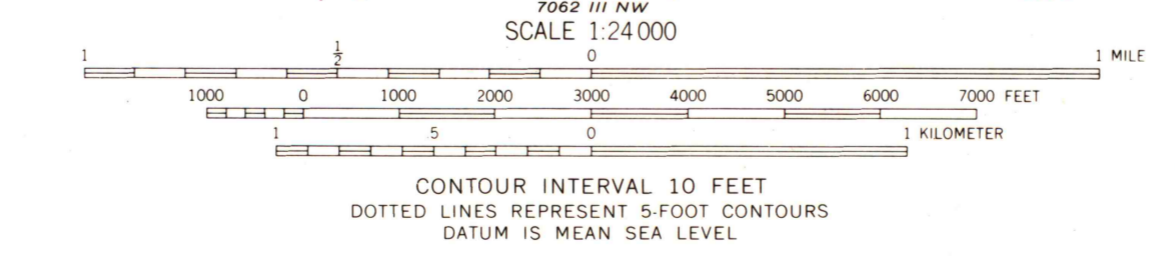 7062 III NW
SCALE 1:24 000
1 1/2 0 1 MILE
1000 0 1000 2000 3000 4000 5000 6000 7000 FEET
1 .5 0 1 KILOMETER
CONTOUR INTERVAL 10 FEET
DOTTED LINES REPRESENT 5-FOOT CONTOURS
DATUM IS MEAN SEA LEVEL